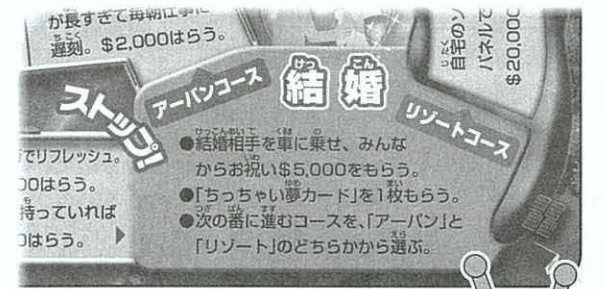 が長すぎて毎朝仕事に
遅刻。$2,000はらう。
自宅のソ
パネルで
$20,000
ストップ!
アーバンコース
結婚
リゾートコース
●結婚相手を車に乗せ、みんな
からお祝い$5,000をもらう。
●「ちっちゃい夢カード」を1枚もらう。
●次の番に進むコースを、「アーバン」と
「リゾート」のどちらかから選ぶ。
でリフレッシュ。
00はらう。
持っていれば
0はらう。